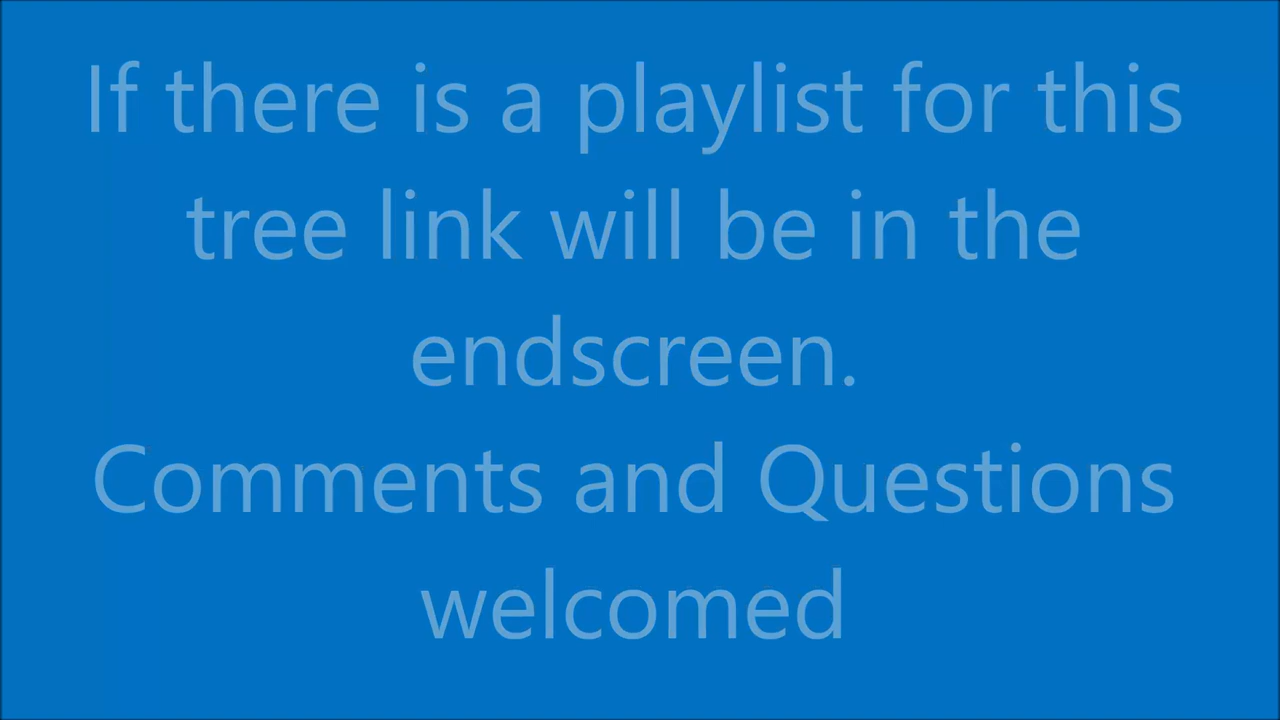 If there is a playlist for this
tree link will be in the
endscreen.
Comments and Questions
welcomed